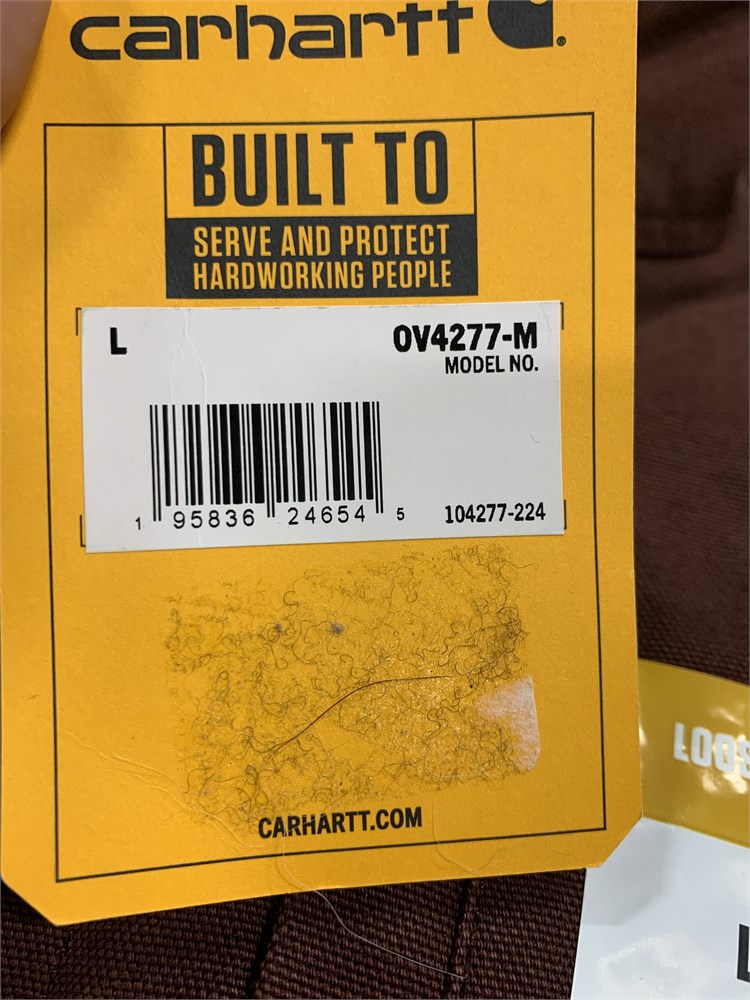 carhartt
BUILT TO
SERVE AND PROTECT
HARDWORKING PEOPLE
L
OV4277-M
MODEL NO.
1 95836 24654 5
104277-224
CARHARTT.COM